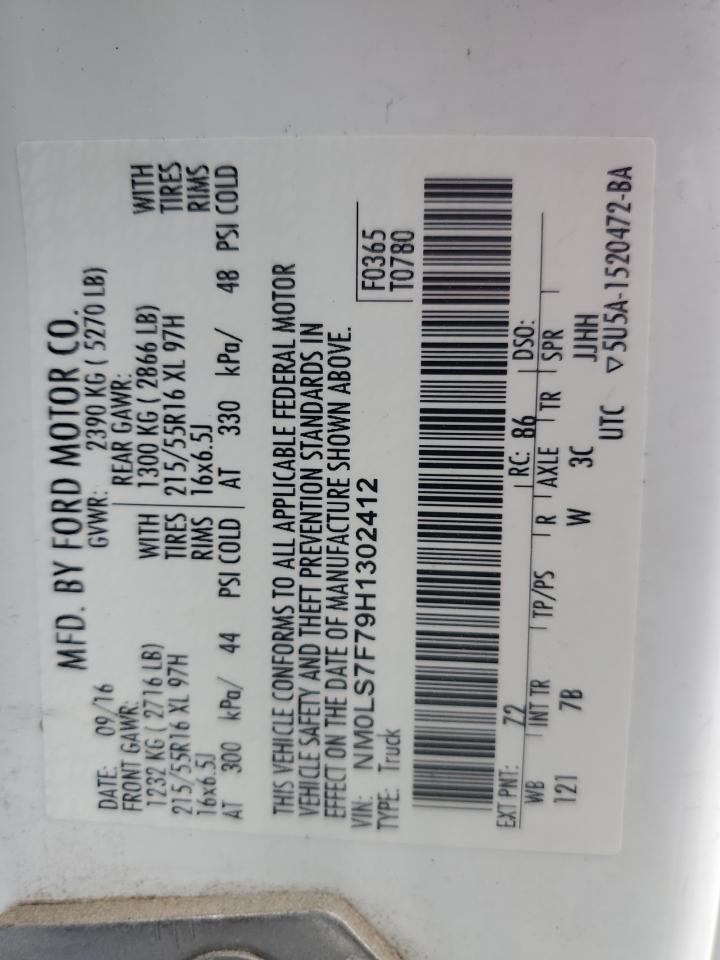 MFD. BY FORD MOTOR CO.
DATE: 09/16 GVWR: 2390 KG ( 5270 LB)
FRONT GAWR: REAR GAWR:
1232 KG ( 2716 LB) WITH 1300 KG ( 2866 LB) WITH
215/55R16 XL 97H TIRES 215/55R16 XL 97H TIRES
16x6.5J RIMS 16x6.5J RIMS
AT 300 kPa/ 44 PSI COLD AT 330 kPa/ 48 PSI COLD
THIS VEHICLE CONFORMS TO ALL APPLICABLE FEDERAL MOTOR
VEHICLE SAFETY AND THEFT PREVENTION STANDARDS IN
EFFECT ON THE DATE OF MANUFACTURE SHOWN ABOVE.
VIN: NM0LS7F79H1302412 F0365
TYPE: Truck T0780
EXT PNT: Z2 RC: B6 DSO:
WB INT TR TP/PS R AXLE TR SPR
121 7B W 3C JJHH
UTC ▽5U5A-1520472-BA